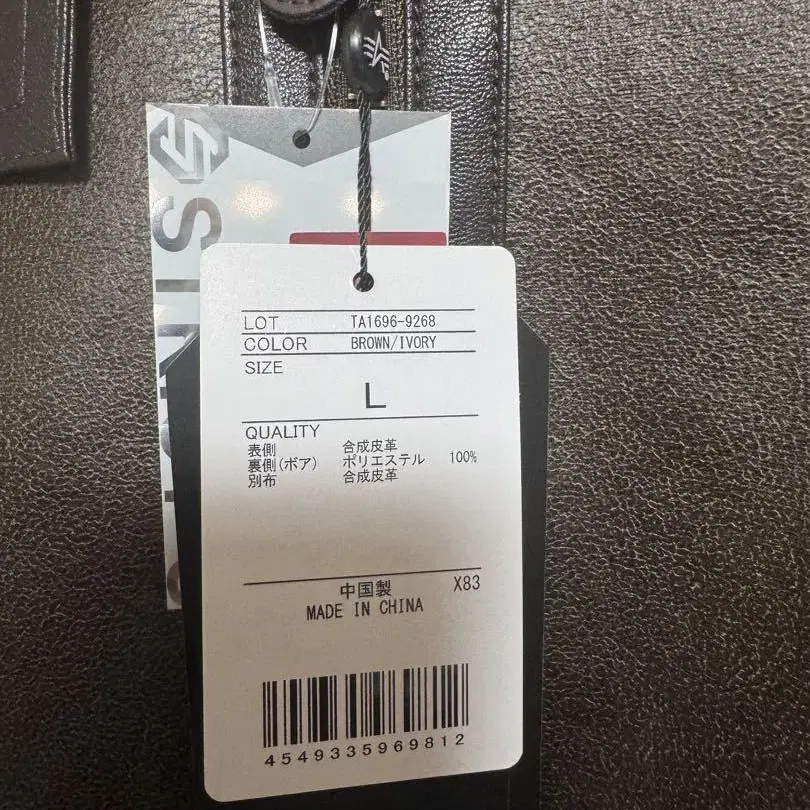 LOT TA1696-9268
COLOR BROWN/IVORY
SIZE
L
QUALITY
表側 合成皮革
裏側(ボア) ポリエステル 100%
別布 合成皮革
中国製 X83
MADE IN CHINA
4549335969812